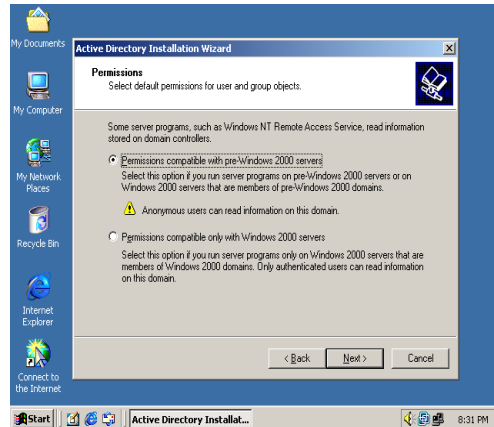 My Documents
My Computer
My Network
Places
Recycle Bin
Internet
Explorer
Connect to
the Internet
Active Directory Installation Wizard
Permissions
Select default permissions for user and group objects.
Some server programs, such as Windows NT Remote Access Service, read information
stored on domain controllers.
Permissions compatible with pre-Windows 2000 servers
Select this option if you run server programs on pre-Windows 2000 servers or on
Windows 2000 servers that are members of pre-Windows 2000 domains.
Anonymous users can read information on this domain.
Permissions compatible only with Windows 2000 servers
Select this option if you run server programs only on Windows 2000 servers that are
members of Windows 2000 domains. Only authenticated users can read information
on this domain.
< Back
Next >
Cancel
Start
Active Directory Installat...
8:31 PM